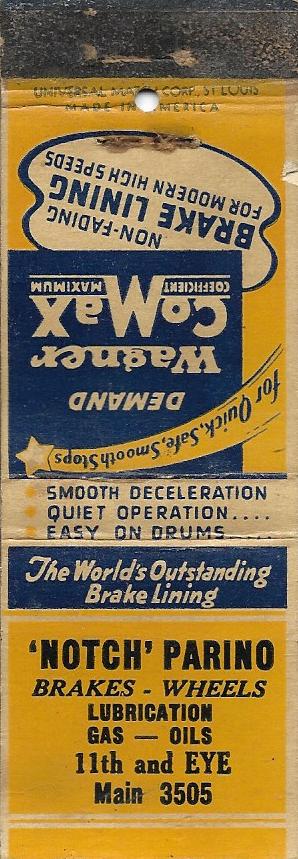 UNIVERSAL MATCH CORP., ST LOUIS
MADE IN AMERICA
for Quick, Safe, Smooth Stops
DEMAND
Wagner
CoMaX
COEFFICIENT MAXIMUM
NON-FADING
BRAKE LINING
FOR MODERN HIGH SPEEDS
SMOOTH DECELERATION
QUIET OPERATION....
EASY ON DRUMS....
The World's Outstanding
Brake Lining
'NOTCH' PARINO
BRAKES - WHEELS
LUBRICATION
GAS — OILS
11th and EYE
Main 3505